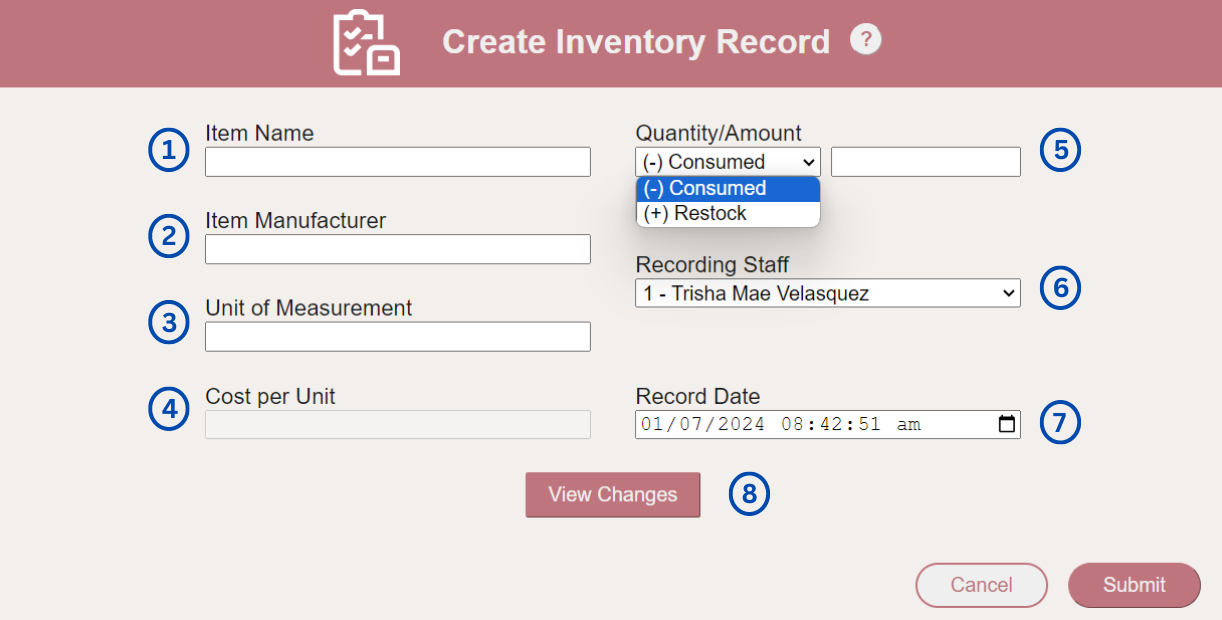 Create Inventory Record ?
1 Item Name
2 Item Manufacturer
3 Unit of Measurement
4 Cost per Unit
Quantity/Amount 5
(-) Consumed
(-) Consumed
(+) Restock
Recording Staff
1 - Trisha Mae Velasquez 6
Record Date
01/07/2024 08:42:51 am 7
View Changes 8
Cancel
Submit